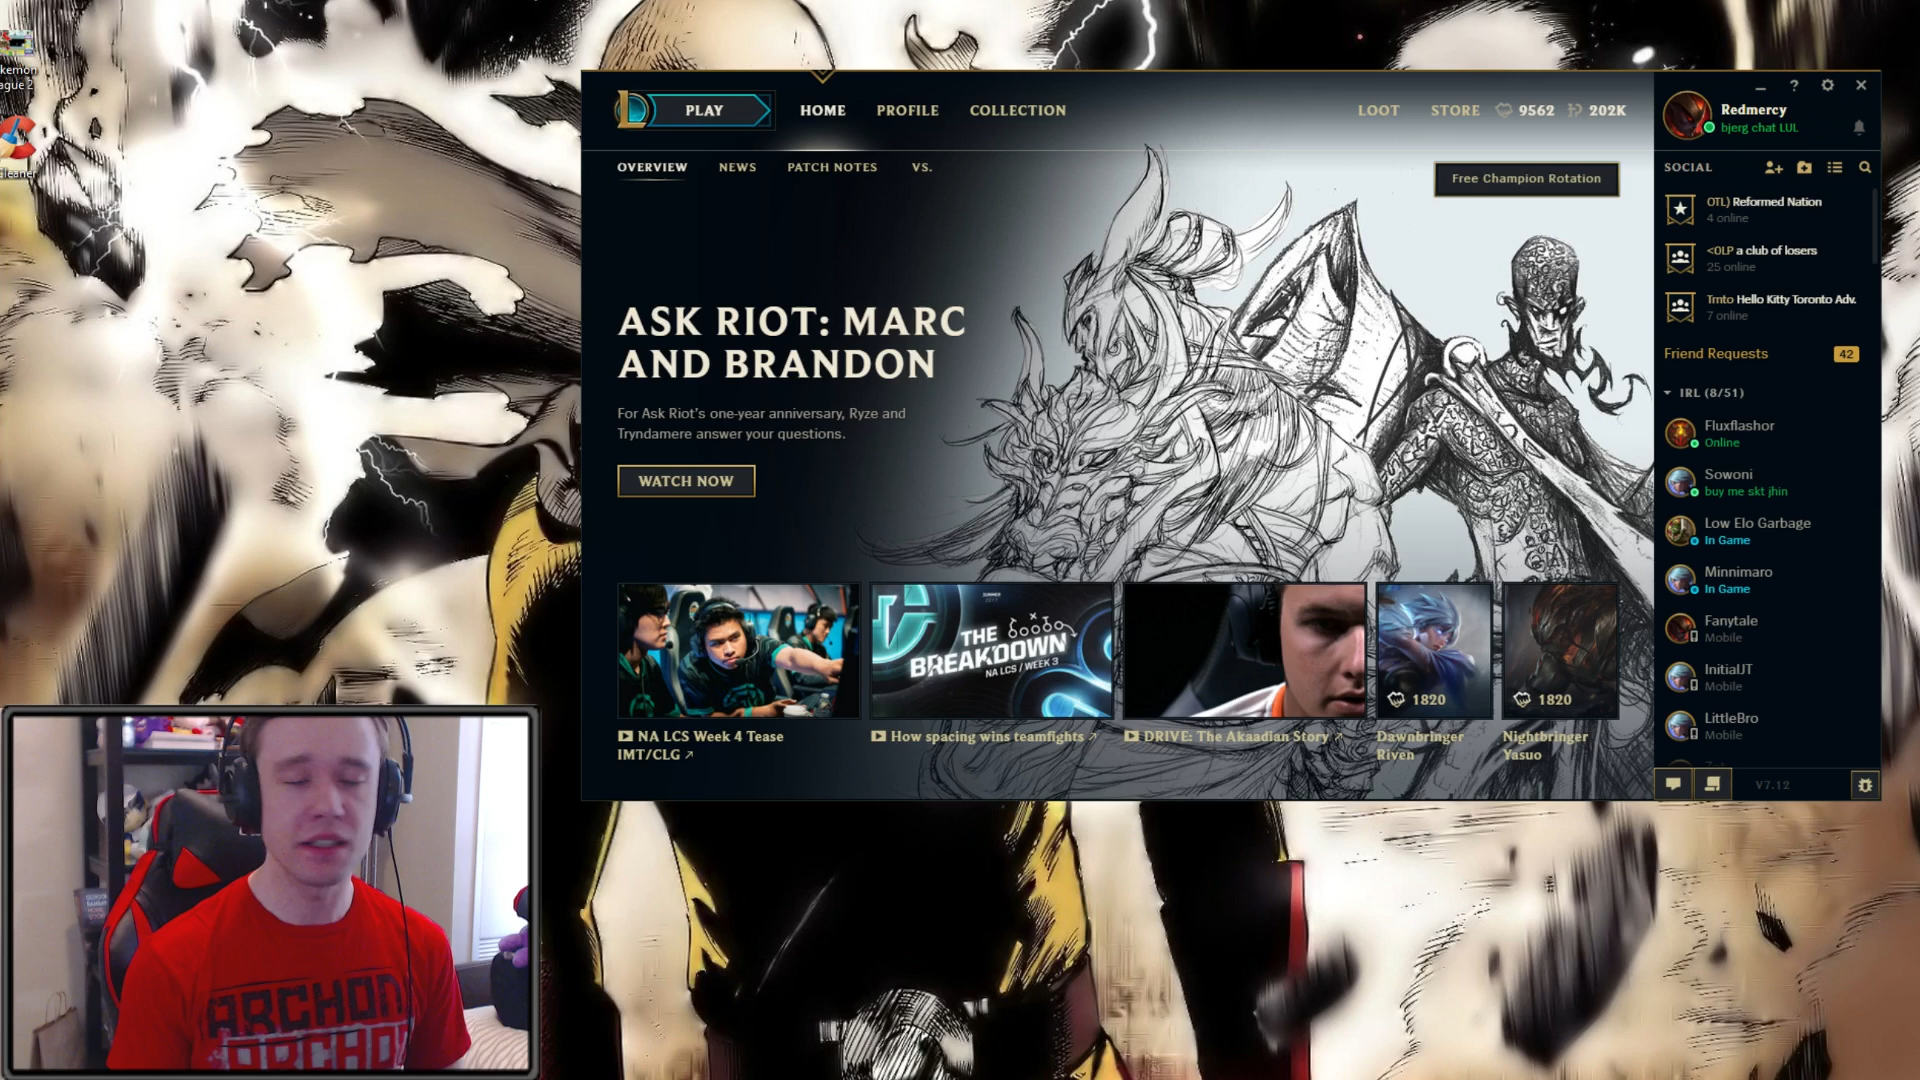 kemon
ague 2
leaner
PLAY
HOME
PROFILE
COLLECTION
LOOT
STORE
9562
202K
OVERVIEW
NEWS
PATCH NOTES
VS.
Free Champion Rotation
ASK RIOT: MARC
AND BRANDON
For Ask Riot's one-year anniversary, Ryze and
Tryndamere answer your questions.
WATCH NOW
THE
BREAKDOWN
NA LCS / WEEK 3
1820
1820
NA LCS Week 4 Tease
IMT/CLG
How spacing wins teamfights
DRIVE: The Akaadian Story
Dawnbringer
Riven
Nightbringer
Yasuo
?
Redmercy
bjerg chat LUL
SOCIAL
OTL) Reformed Nation
4 online
<OLP a club of losers
25 online
Trnto Hello Kitty Toronto Adv.
7 online
Friend Requests
42
IRL (8/51)
Fluxflashor
Online
Sowoni
buy me skt jhin
Low Elo Garbage
In Game
Minnimaro
In Game
Fanytale
Mobile
InitialJT
Mobile
LittleBro
Mobile
V7.12
ARCHON
ARCHO